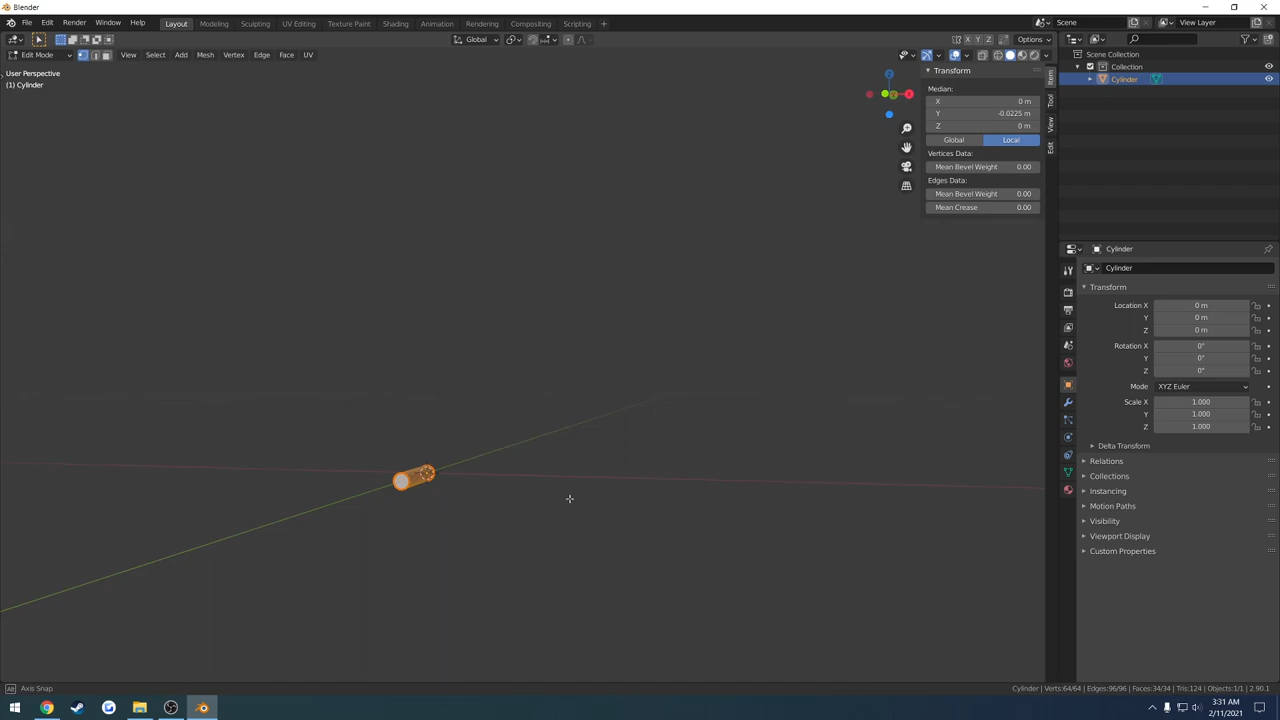 Blender
File Edit Render Window Help Layout Modeling Sculpting UV Editing Texture Paint Shading Animation Rendering Compositing Scripting + Scene View Layer
Global Options
Edit Mode View Select Add Mesh Vertex Edge Face UV
User Perspective
(1) Cylinder
Transform
Median:
X 0 m
Y -0.0225 m
Z 0 m
Global Local
Vertices Data:
Mean Bevel Weight 0.00
Edges Data:
Mean Bevel Weight 0.00
Mean Crease 0.00
Item
Tool
View
Edit
X Y Z
Z
X
Scene Collection
Collection
Cylinder
Cylinder
Cylinder
Transform
Location X 0 m
Y 0 m
Z 0 m
Rotation X 0°
Y 0°
Z 0°
Mode XYZ Euler
Scale X 1.000
Y 1.000
Z 1.000
Delta Transform
Relations
Collections
Instancing
Motion Paths
Visibility
Viewport Display
Custom Properties
Alt Axis Snap
Cylinder | Verts:64/64 | Edges:96/96 | Faces:34/34 | Tris:124 | Objects:1/1 | 2.90.1
3:31 AM
2/11/2021